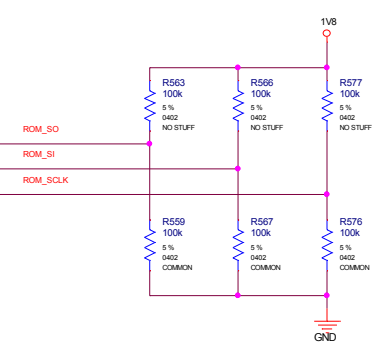 1V8
R563
100k
5 %
0402
NO STUFF
R566
100k
5 %
0402
NO STUFF
R577
100k
5 %
0402
NO STUFF
ROM_SO
ROM_SI
ROM_SCLK
R559
100k
5 %
0402
COMMON
R567
100k
5 %
0402
COMMON
R576
100k
5 %
0402
COMMON
GND